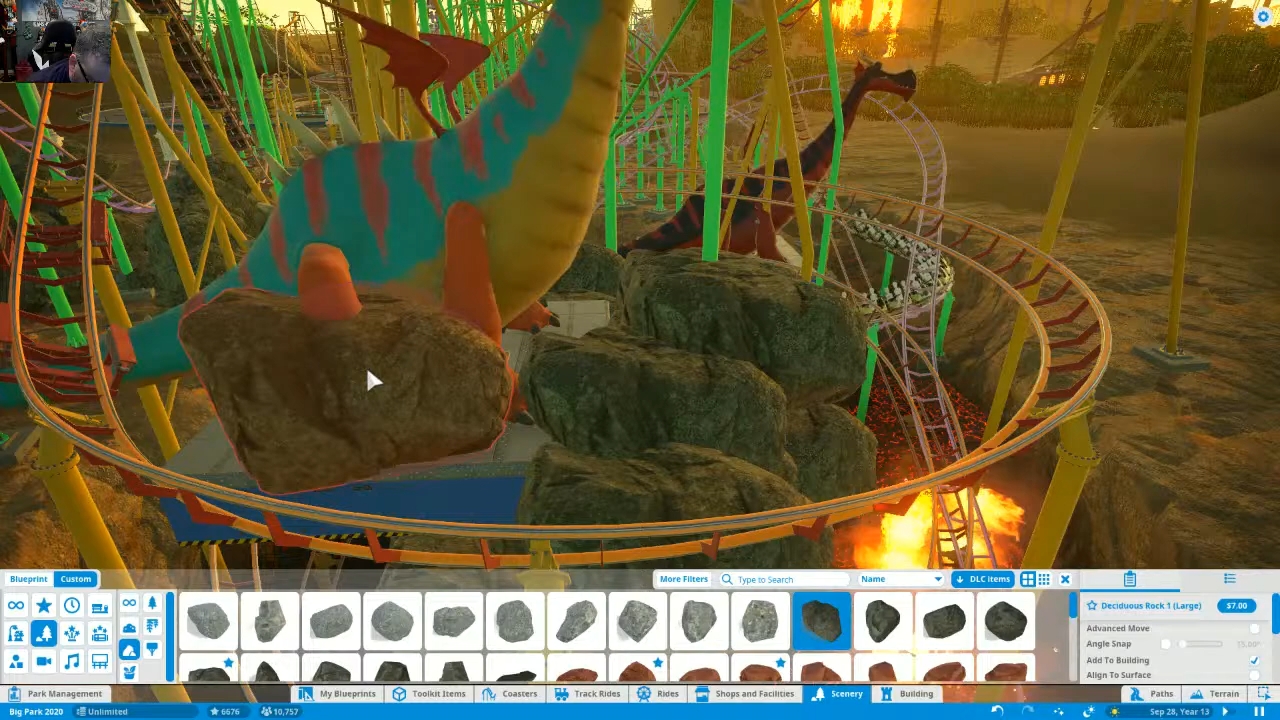 Blueprint Custom More Filters Type to Search Name DLC items
Deciduous Rock 1 (Large) $7.00
Advanced Move
Angle Snap 15.00°
Add To Building
Align To Surface
Park Management My Blueprints Toolkit Items Coasters Track Rides Rides Shops and Facilities Scenery Building Paths Terrain
Big Park 2020 Unlimited 6676 10,757 Sep 28, Year 13